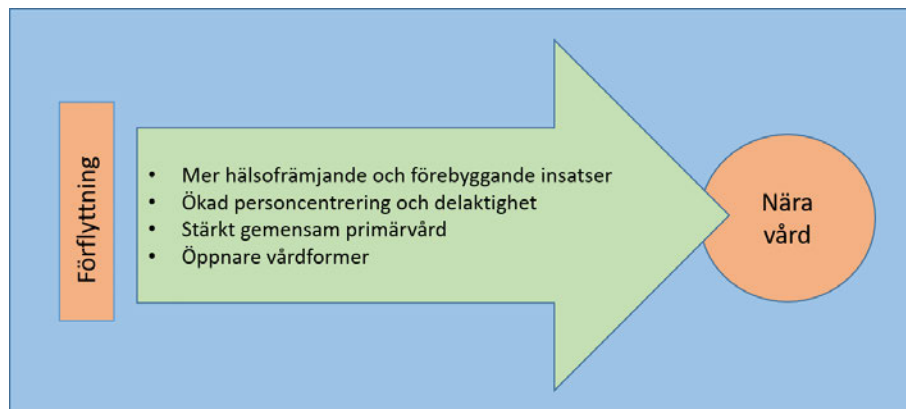 Förflyttning
• Mer hälsofrämjande och förebyggande insatser
• Ökad personcentrering och delaktighet
• Stärkt gemensam primärvård
• Öppnare vårdformer
Nära
vård